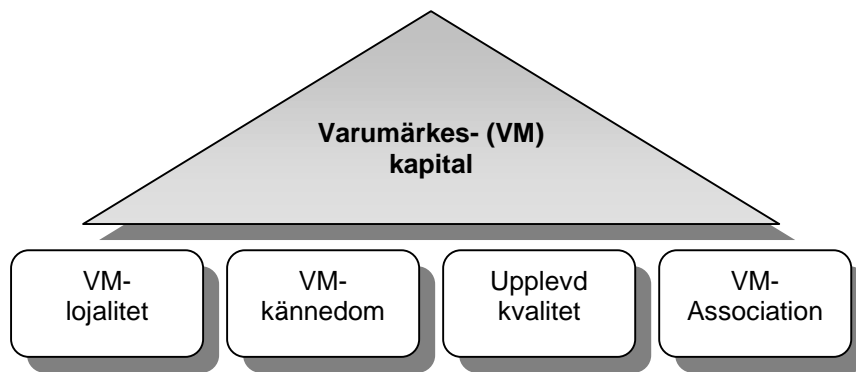 Varumärkes- (VM)
kapital
VM-
lojalitet
VM-
kännedom
Upplevd
kvalitet
VM-
Association